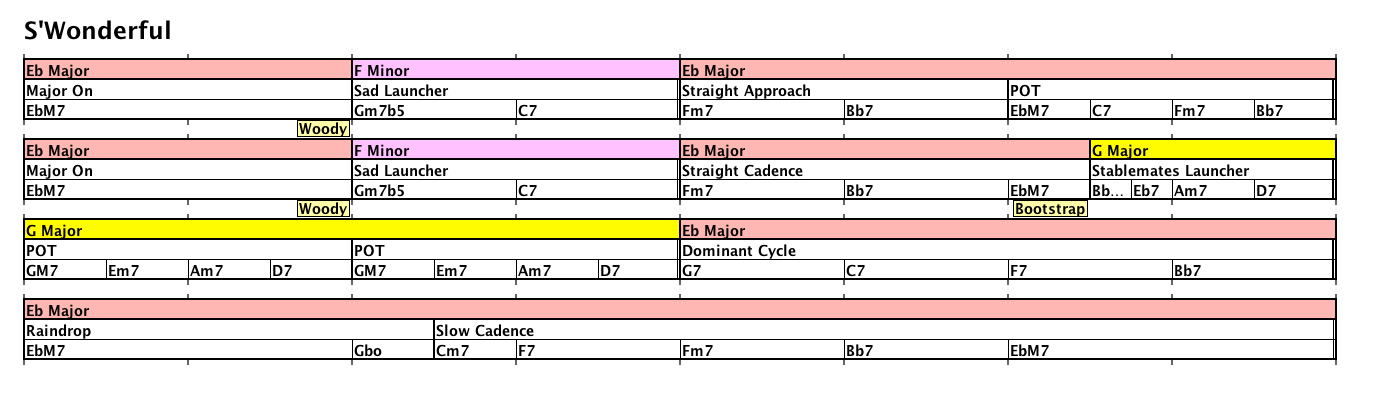 S'Wonderful
Eb Major F Minor Eb Major
Major On Sad Launcher Straight Approach POT
EbM7 Gm7b5 C7 Fm7 Bb7 EbM7 C7 Fm7 Bb7
Woody
Eb Major F Minor Eb Major G Major
Major On Sad Launcher Straight Cadence Stablemates Launcher
EbM7 Gm7b5 C7 Fm7 Bb7 EbM7 Bb... Eb7 Am7 D7
Woody Bootstrap
G Major Eb Major
POT POT Dominant Cycle
GM7 Em7 Am7 D7 GM7 Em7 Am7 D7 G7 C7 F7 Bb7
Eb Major
Raindrop Slow Cadence
EbM7 Gbo Cm7 F7 Fm7 Bb7 EbM7